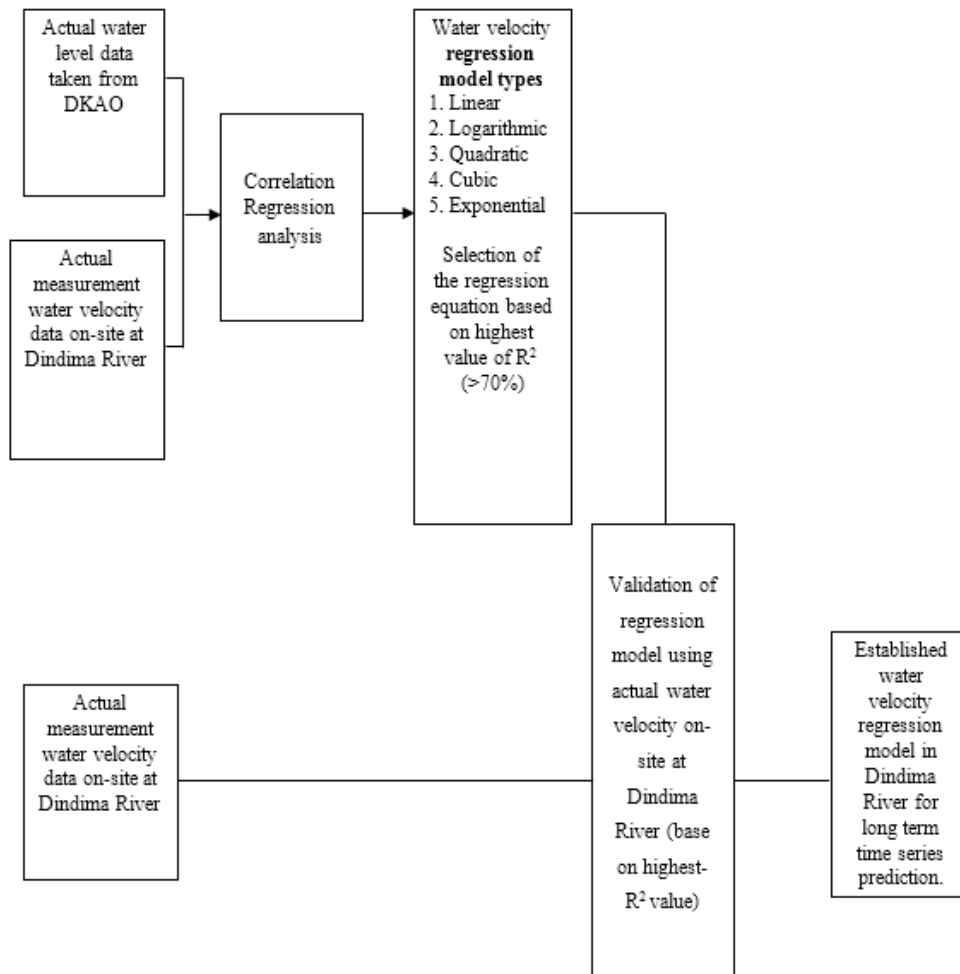 Actual water
level data
taken from
DKAO
Actual
measurement
water velocity
data on-site at
Dindima River
Correlation
Regression
analysis
Water velocity
regression
model types
1. Linear
2. Logarithmic
3. Quadratic
4. Cubic
5. Exponential
Selection of
the regression
equation based
on highest
value of R²
(>70%)
Actual
measurement
water velocity
data on-site at
Dindima River
Validation of
regression
model using
actual water
velocity on-
site at
Dindima
River (base
on highest-
R² value)
Established
water
velocity
regression
model in
Dindima
River for
long term
time series
prediction.